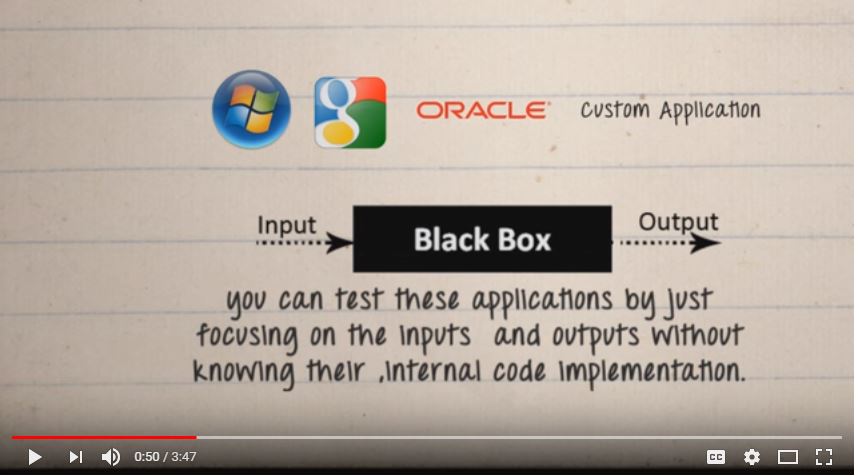 ORACLE Custom Application
Input
Black Box
Output
you can test these applications by just
focusing on the inputs and outputs without
knowing their ,internal code implementation.
0:50 / 3:47
CC